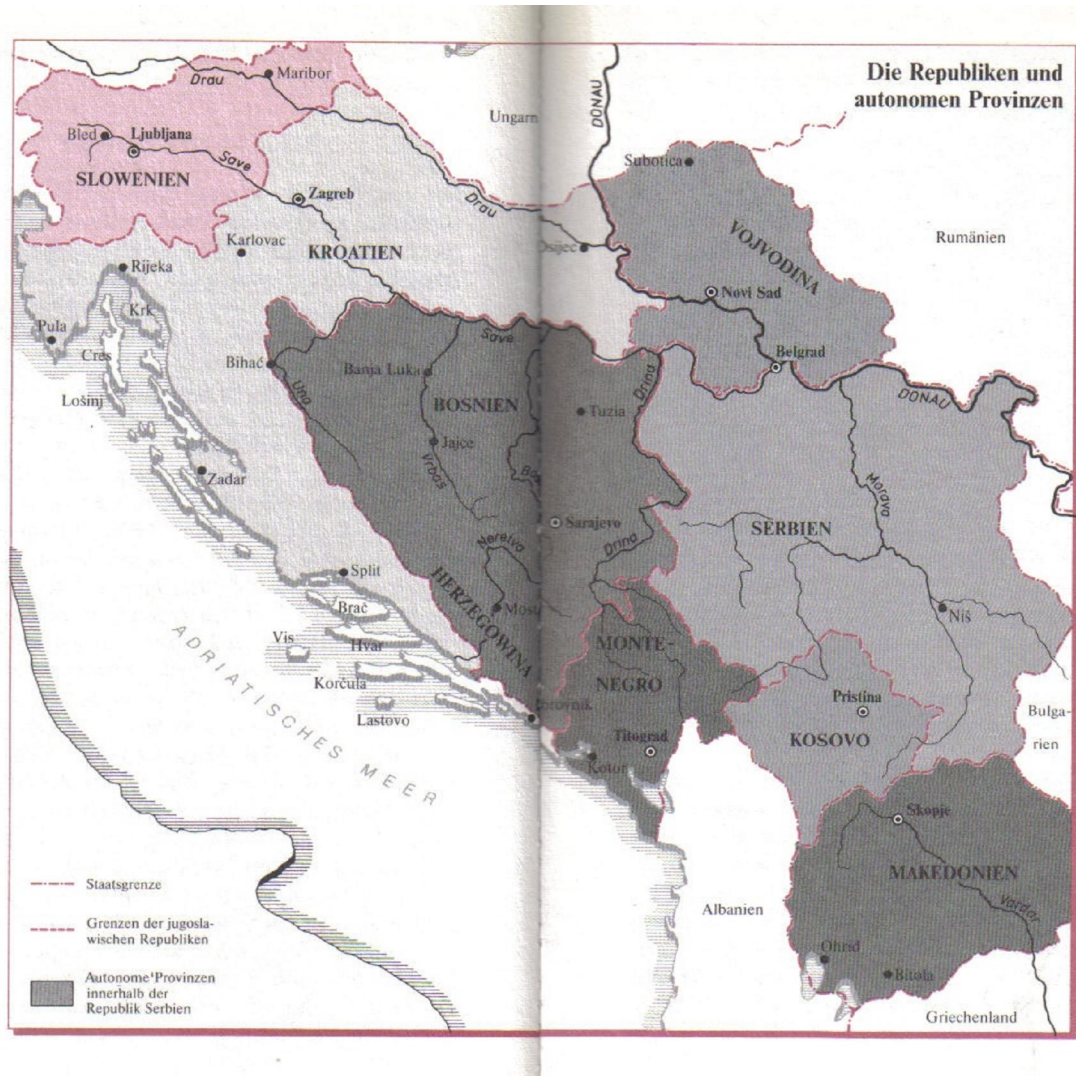 Die Republiken und
autonomen Provinzen
Drau
Maribor
Ungarn
DONAU
Bled
Ljubljana
Save
SLOWENIEN
Subotica
Zagreb
Drau
VOJVODINA
Rumänien
Karlovac
KROATIEN
Rijeka
Novi Sad
Krk
Pula
Cres
Save
Belgrad
Bihać
Una
Banja Luka
Drina
DONAU
Lošinj
BOSNIEN
Tuzla
Jajce
Vrbas
Zadar
Morava
Sarajevo
SERBIEN
Neretva
Drina
Split
HERZEGOWINA
Brač
Niš
Vis
Hvar
MONTE-
NEGRO
Korčula
Pristina
Lastovo
Bulga-
rien
Titograd
KOSOVO
Kotor
ADRIATISCHES MEER
Skopje
MAKEDONIEN
Vardar
Albanien
Ohrid
Bitola
Griechenland
Staatsgrenze
Grenzen der jugosla-
wischen Republiken
Autonome Provinzen
innerhalb der
Republik Serbien